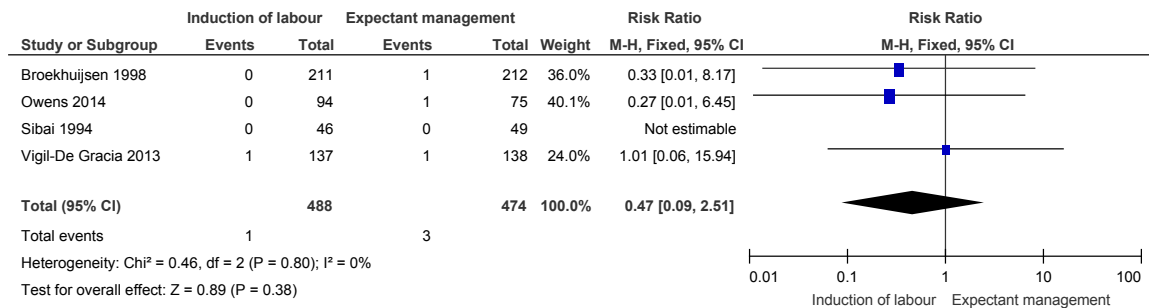 Induction of labour Expectant management Risk Ratio Risk Ratio
Study or Subgroup Events Total Events Total Weight M-H, Fixed, 95% CI M-H, Fixed, 95% CI
Broekhuijsen 1998 0 211 1 212 36.0% 0.33 [0.01, 8.17]
Owens 2014 0 94 1 75 40.1% 0.27 [0.01, 6.45]
Sibai 1994 0 46 0 49 Not estimable
Vigil-De Gracia 2013 1 137 1 138 24.0% 1.01 [0.06, 15.94]
Total (95% CI) 488 474 100.0% 0.47 [0.09, 2.51]
Total events 1 3
Heterogeneity: Chi² = 0.46, df = 2 (P = 0.80); I² = 0%
Test for overall effect: Z = 0.89 (P = 0.38)
0.01 0.1 1 10 100
Induction of labour Expectant management